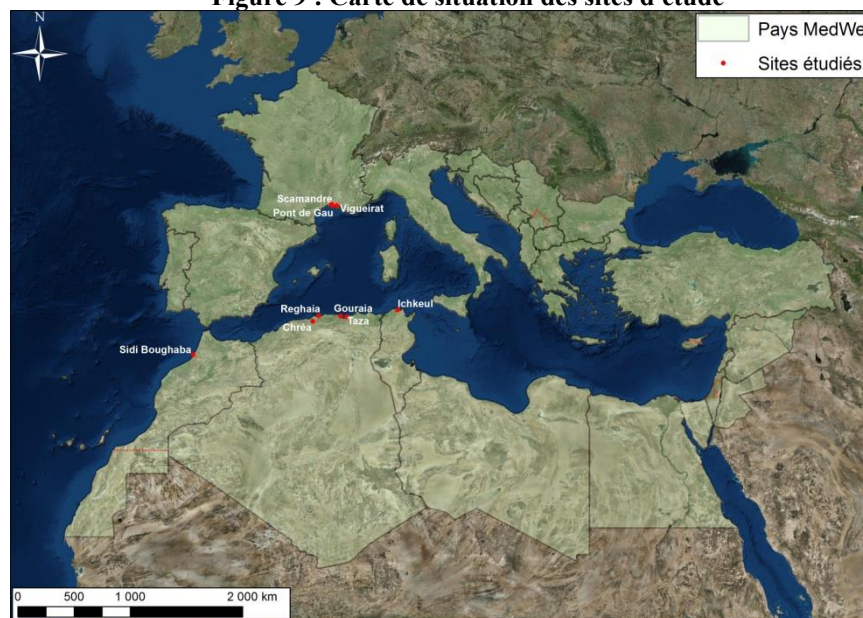 Figure 9 : Carte de situation des sites d'étude
N
Pays MedWe
Sites étudiés
Scamandre
Pont de Gau
Vigueirat
Reghaia
Gouraia
Ichkeul
Chréa
Taza
Sidi Boughaba
0 500 1 000 2 000 km